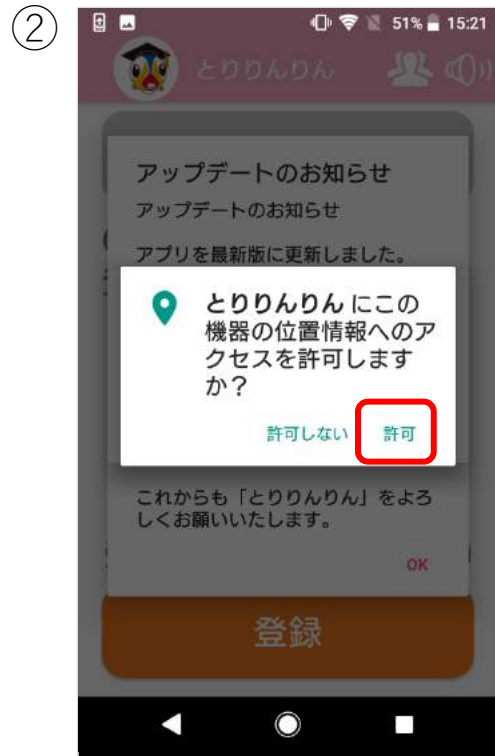 ②
51% 15:21
とりりんりん
アップデートのお知らせ
アップデートのお知らせ
アプリを最新版に更新しました。
とりりんりん にこの
機器の位置情報へのア
クセスを許可します
か？
許可しない 許可
これからも「とりりんりん」をよろ
しくお願いいたします。
OK
登録